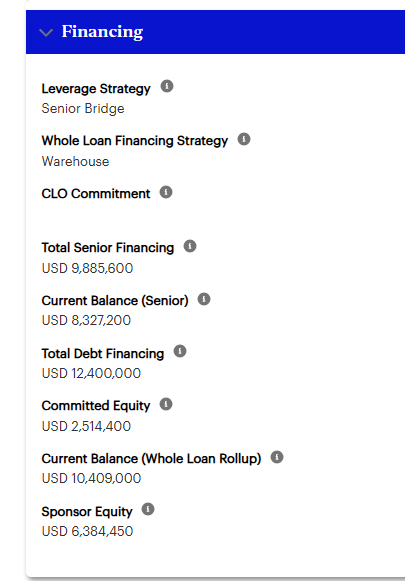 Financing
Leverage Strategy
Senior Bridge
Whole Loan Financing Strategy
Warehouse
CLO Commitment
Total Senior Financing
USD 9,885,600
Current Balance (Senior)
USD 8,327,200
Total Debt Financing
USD 12,400,000
Committed Equity
USD 2,514,400
Current Balance (Whole Loan Rollup)
USD 10,409,000
Sponsor Equity
USD 6,384,450